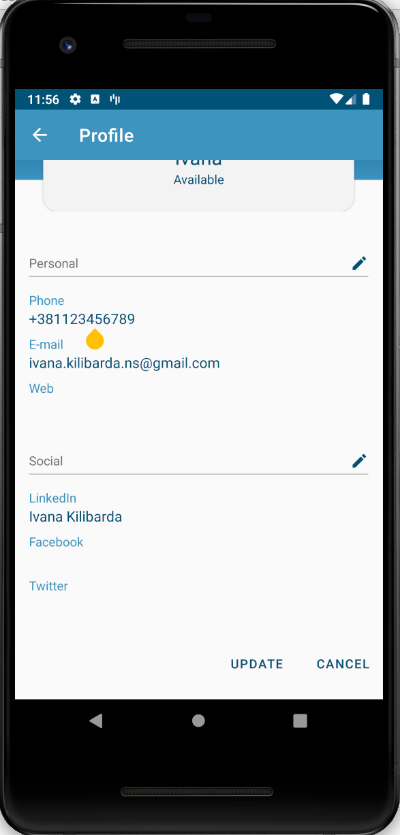 11:56
Profile
Ivana
Available
Personal
Phone
+381123456789
E-mail
ivana.kilibarda.ns@gmail.com
Web
Social
LinkedIn
Ivana Kilibarda
Facebook
Twitter
UPDATE CANCEL